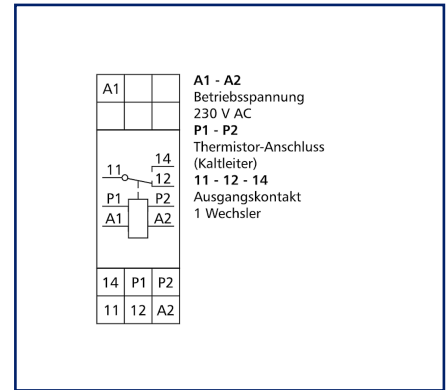 A1
A1 - A2
Betriebsspannung
230 V AC
P1 - P2
Thermistor-Anschluss
(Kaltleiter)
11 - 12 - 14
Ausgangskontakt
1 Wechsler
14
11 12
P1 P2
A1 A2
14 P1 P2
11 12 A2